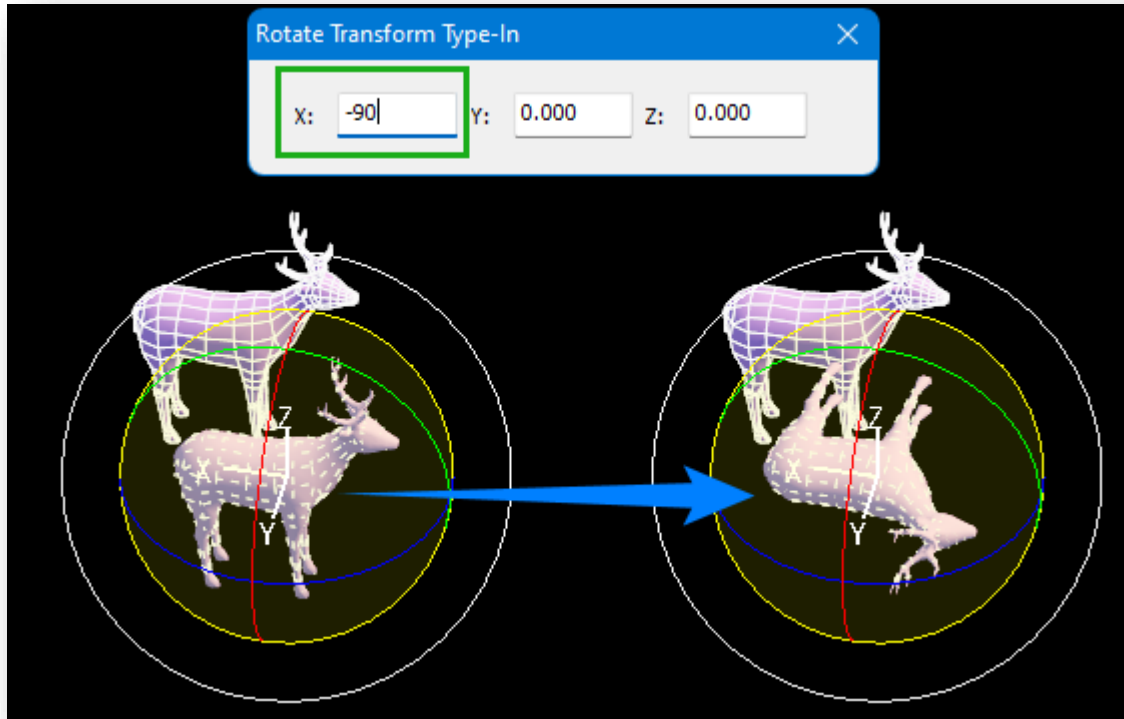 Rotate Transform Type-In
X: -90 Y: 0.000 Z: 0.000
Z Z
X X
Y Y